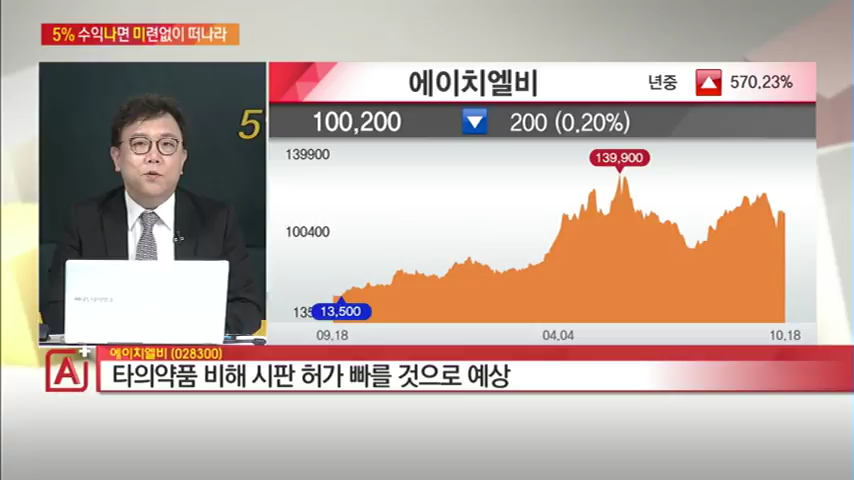 5% 수익나면 미련없이 떠나라
에이치엘비
년중 ▲ 570.23%
100,200 ▼ 200 (0.20%)
5
139900
139,900
100400
13,500
09.18 04.04 10.18
A+
에이치엘비 (028300)
타의약품 비해 시판 허가 빠를 것으로 예상